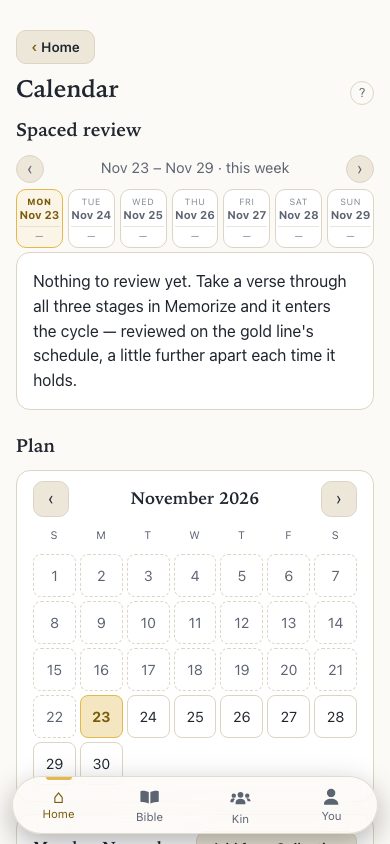 ‹ Home
Calendar
?
Spaced review
‹ Nov 23 – Nov 29 · this week ›
MON TUE WED THU FRI SAT SUN
Nov 23 Nov 24 Nov 25 Nov 26 Nov 27 Nov 28 Nov 29
– – – – – – –
Nothing to review yet. Take a verse through
all three stages in Memorize and it enters
the cycle — reviewed on the gold line's
schedule, a little further apart each time it
holds.
Plan
‹ November 2026 ›
S M T W T F S
1 2 3 4 5 6 7
8 9 10 11 12 13 14
15 16 17 18 19 20 21
22 23 24 25 26 27 28
29 30
Home Bible Kin You